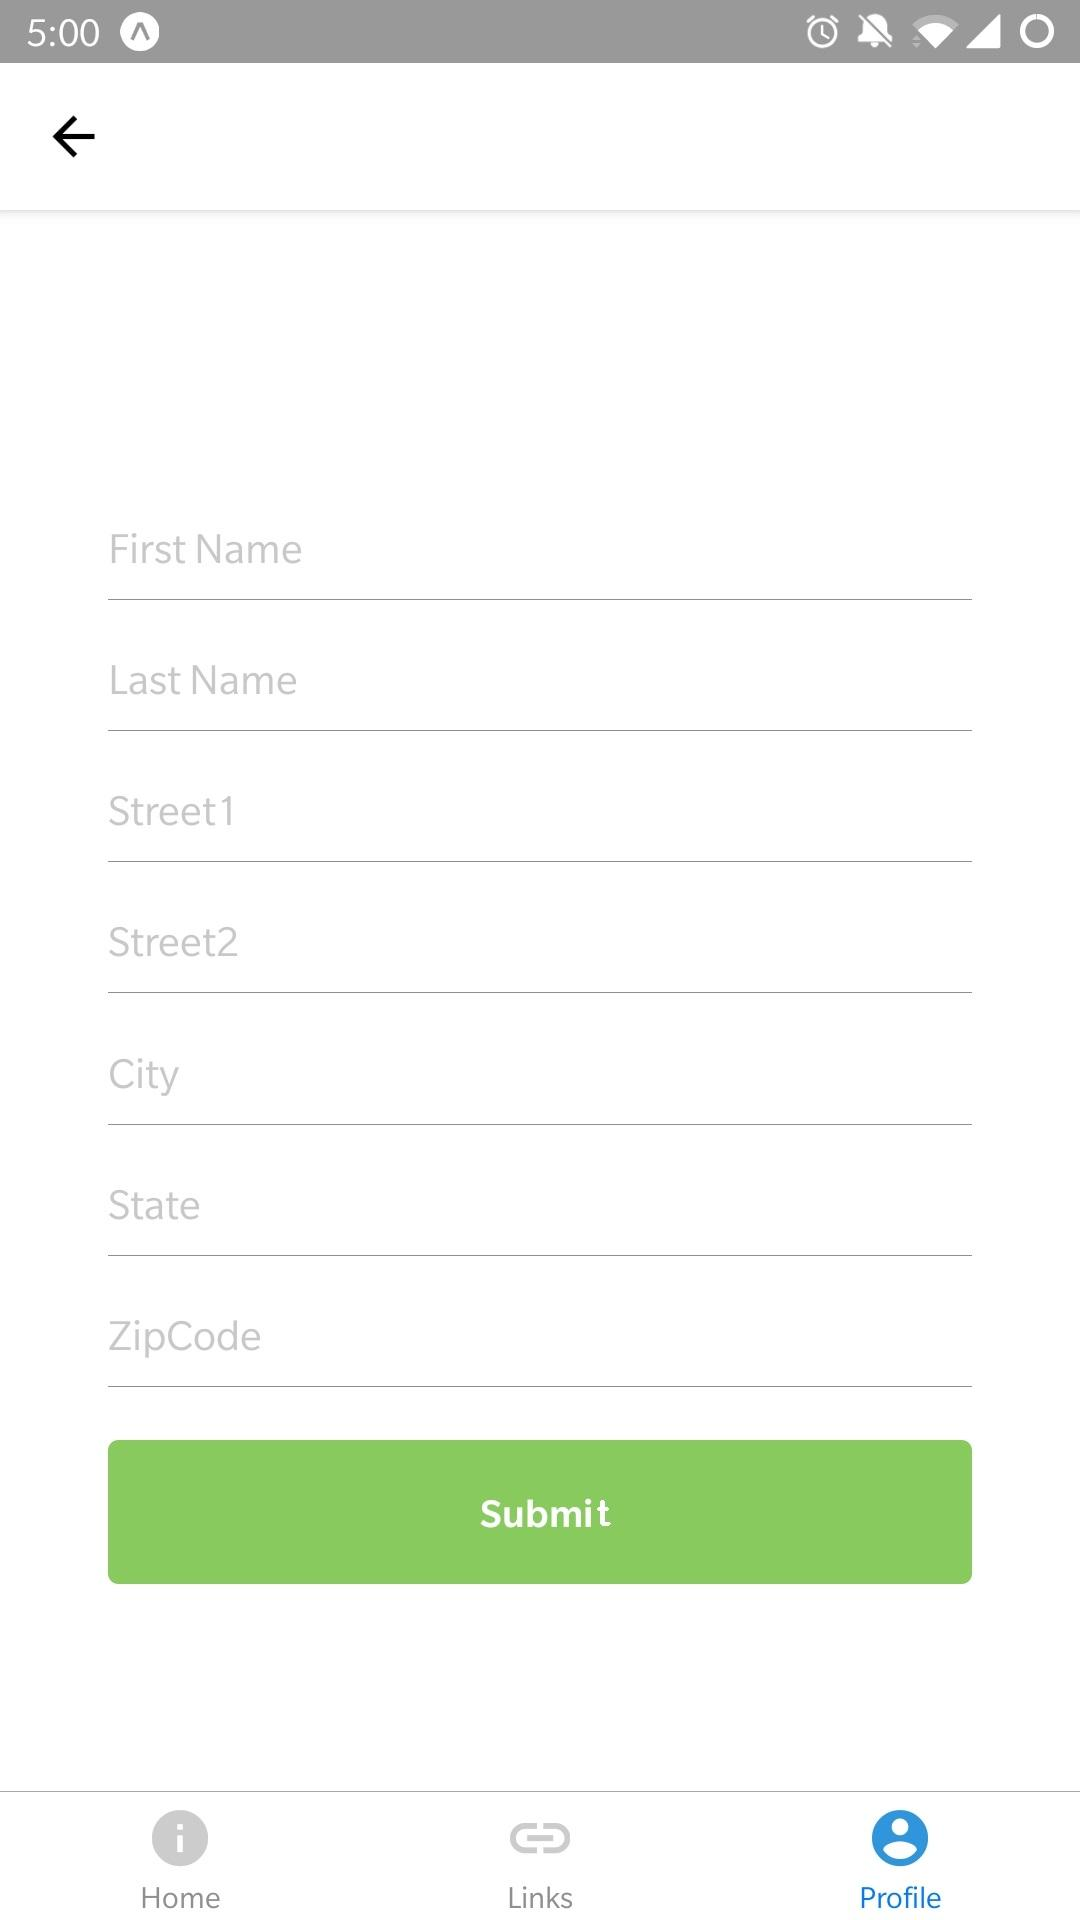 5:00
First Name
Last Name
Street1
Street2
City
State
ZipCode
Submit
Home Links Profile